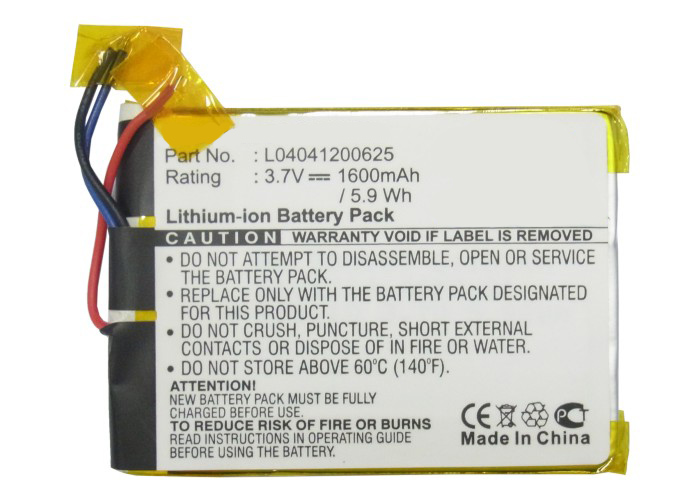 Part No. : L04041200625
Rating : 3.7V ⎓ 1600mAh
/ 5.9 Wh
Lithium-ion Battery Pack
CAUTION WARRANTY VOID IF LABEL IS REMOVED
• DO NOT ATTEMPT TO DISASSEMBLE, OPEN OR SERVICE
THE BATTERY PACK.
• REPLACE ONLY WITH THE BATTERY PACK DESIGNATED
FOR THIS PRODUCT.
• DO NOT CRUSH, PUNCTURE, SHORT EXTERNAL
CONTACTS OR DISPOSE OF IN FIRE OR WATER.
• DO NOT STORE ABOVE 60°C (140°F).
ATTENTION!
NEW BATTERY PACK MUST BE FULLY
CHARGED BEFORE USE.
TO REDUCE RISK OF FIRE OR BURNS
FOLLOW INSTRUCTION IN OPERATING GUIDE
BEFORE INSTALLING BATTERY PACK.
CE
Made In China